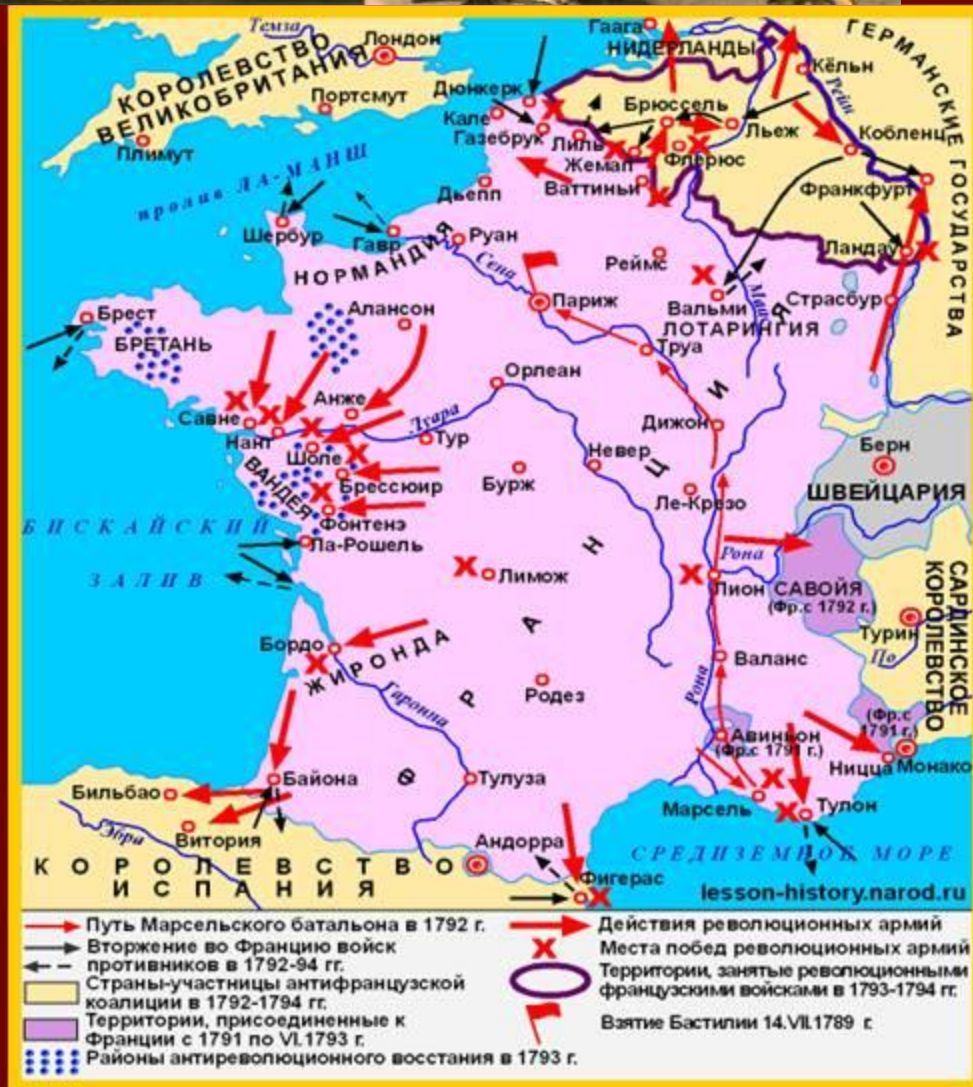 Темза
Лондон
КОРОЛЕВСТВО
ВЕЛИКОБРИТАНИЯ
Портсмут
Плимут
пролив ЛА-МАНШ
Гаага
НИДЕРЛАНДЫ
ГЕРМАНСКИЕ ГОСУДАРСТВА
Кёльн
Рейн
Дюнкерк
Кале
Газебрук
Лилль
Брюссель
Льеж
Кобленц
Жемап
Флёрюс
Ваттиньи
Франкфурт
Дьепп
Шербур
Гавр
Руан
Ландау
НОРМАНДИЯ
Сена
Реймс
Париж
Вальми
Маас
Страсбур
ЛОТАРИНГИЯ
Труа
Брест
БРЕТАНЬ
Алансон
Орлеан
Анже
Луара
Савне
Нант
Тур
Шоле
Дижон
Невер
Берн
ВАНДЕЯ
Брессюир
Бурж
Ле-Крезо
ШВЕЙЦАРИЯ
Фонтенэ
БИСКАЙСКИЙ
ЗАЛИВ
Ла-Рошель
Лимож
Рона
Лион
САВОЙЯ
(Фр.с 1792 г.)
САРДИНСКОЕ
КОРОЛЕВСТВО
Турин
По
Бордо
ЖИРОНДА
Валанс
Рона
Гаронна
Родез
ФРАНЦИЯ
Авиньон
(Фр.с 1791 г.)
(Фр.с
1791 г.)
Ницца
Монако
Байона
Тулуза
Марсель
Тулон
Бильбао
Витория
Эбра
Андорра
СРЕДИЗЕМНОЕ МОРЕ
КОРОЛЕВСТВО
ИСПАНИЯ
Фигерас
lesson-history.narod.ru
Путь Марсельского батальона в 1792 г.
Вторжение во Францию войск
противников в 1792-94 гг.
Страны-участницы антифранцузской
коалиции в 1792-1794 гг.
Территории, присоединенные к
Франции с 1791 по VI.1793 г.
Районы антиреволюционного восстания в 1793 г.
Действия революционных армий
Места побед революционных армий
Территории, занятые революционными
французскими войсками в 1793-1794 гг.
Взятие Бастилии 14.VII.1789 г.